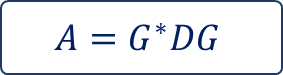 A = G*DG